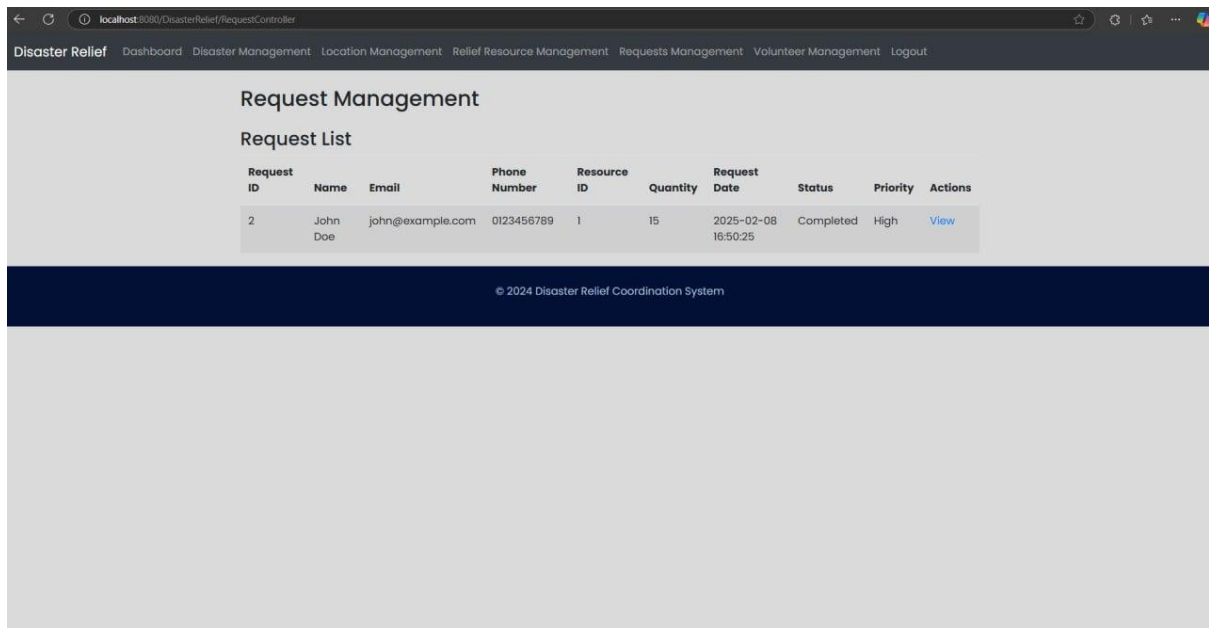 localhost:8080/DisasterRelief/RequestController
Disaster Relief Dashboard Disaster Management Location Management Relief Resource Management Requests Management Volunteer Management Logout
Request Management
Request List
Request ID Name Email Phone Number Resource ID Quantity Request Date Status Priority Actions
2 John Doe john@example.com 0123456789 1 15 2025-02-08 16:50:25 Completed High View
© 2024 Disaster Relief Coordination System